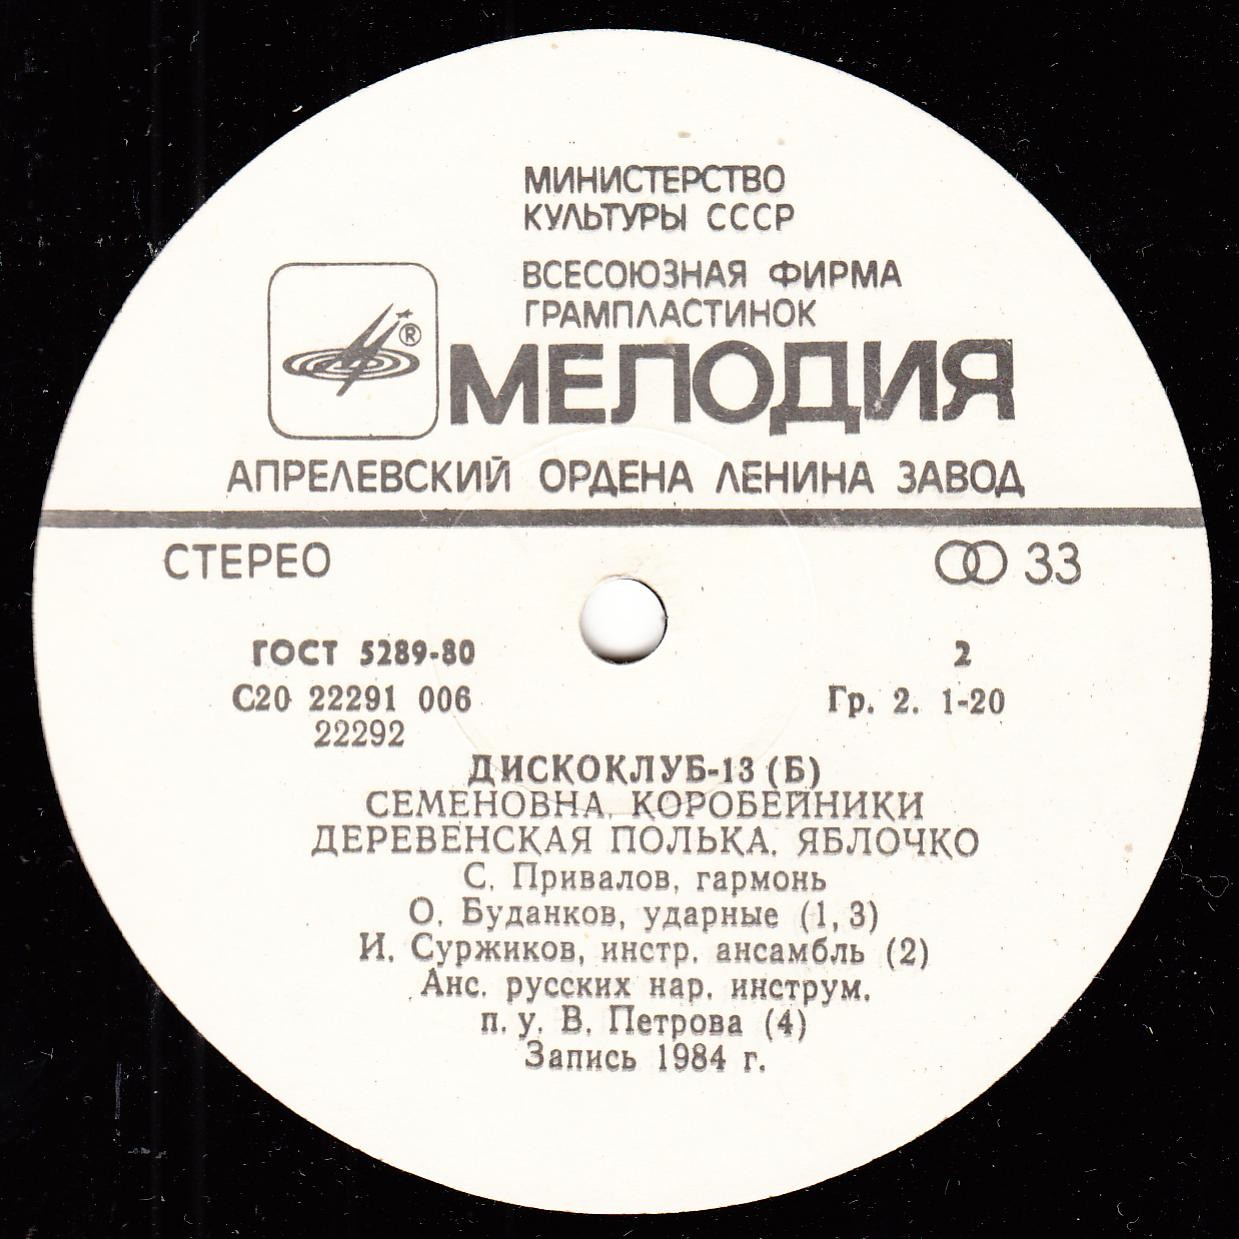 МИНИСТЕРСТВО
КУЛЬТУРЫ СССР
ВСЕСОЮЗНАЯ ФИРМА
ГРАМПЛАСТИНОК
®
МЕЛОДИЯ
АПРЕЛЕВСКИЙ ОРДЕНА ЛЕНИНА ЗАВОД
СТЕРЕО 33
ГОСТ 5289-80 2
С20 22291 006 Гр. 2. 1-20
22292
ДИСКОКЛУБ-13 (Б)
СЕМЕНОВНА. КОРОБЕЙНИКИ
ДЕРЕВЕНСКАЯ ПОЛЬКА. ЯБЛОЧКО
С. Привалов, гармонь
О. Буданков, ударные (1, 3)
И. Суржиков, инстр. ансамбль (2)
Анс. русских нар. инструм.
п. у. В. Петрова (4)
Запись 1984 г.